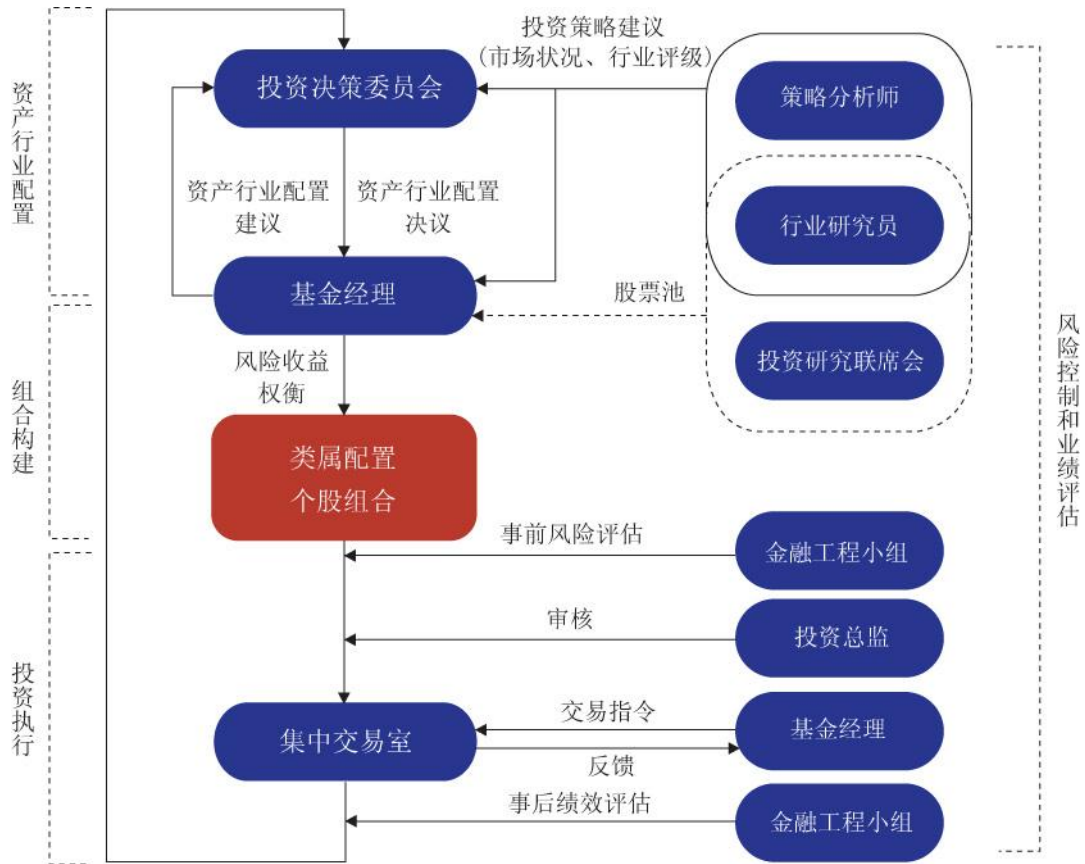 投资策略建议
(市场状况、行业评级)
投资决策委员会
策略分析师
资产行业配置
资产行业配置
建议
资产行业配置
决议
行业研究员
基金经理
股票池
投资研究联席会
风险收益
权衡
组合构建
类属配置
个股组合
风险控制和业绩评估
事前风险评估
金融工程小组
审核
投资总监
投资执行
集中交易室
交易指令
反馈
基金经理
事后绩效评估
金融工程小组